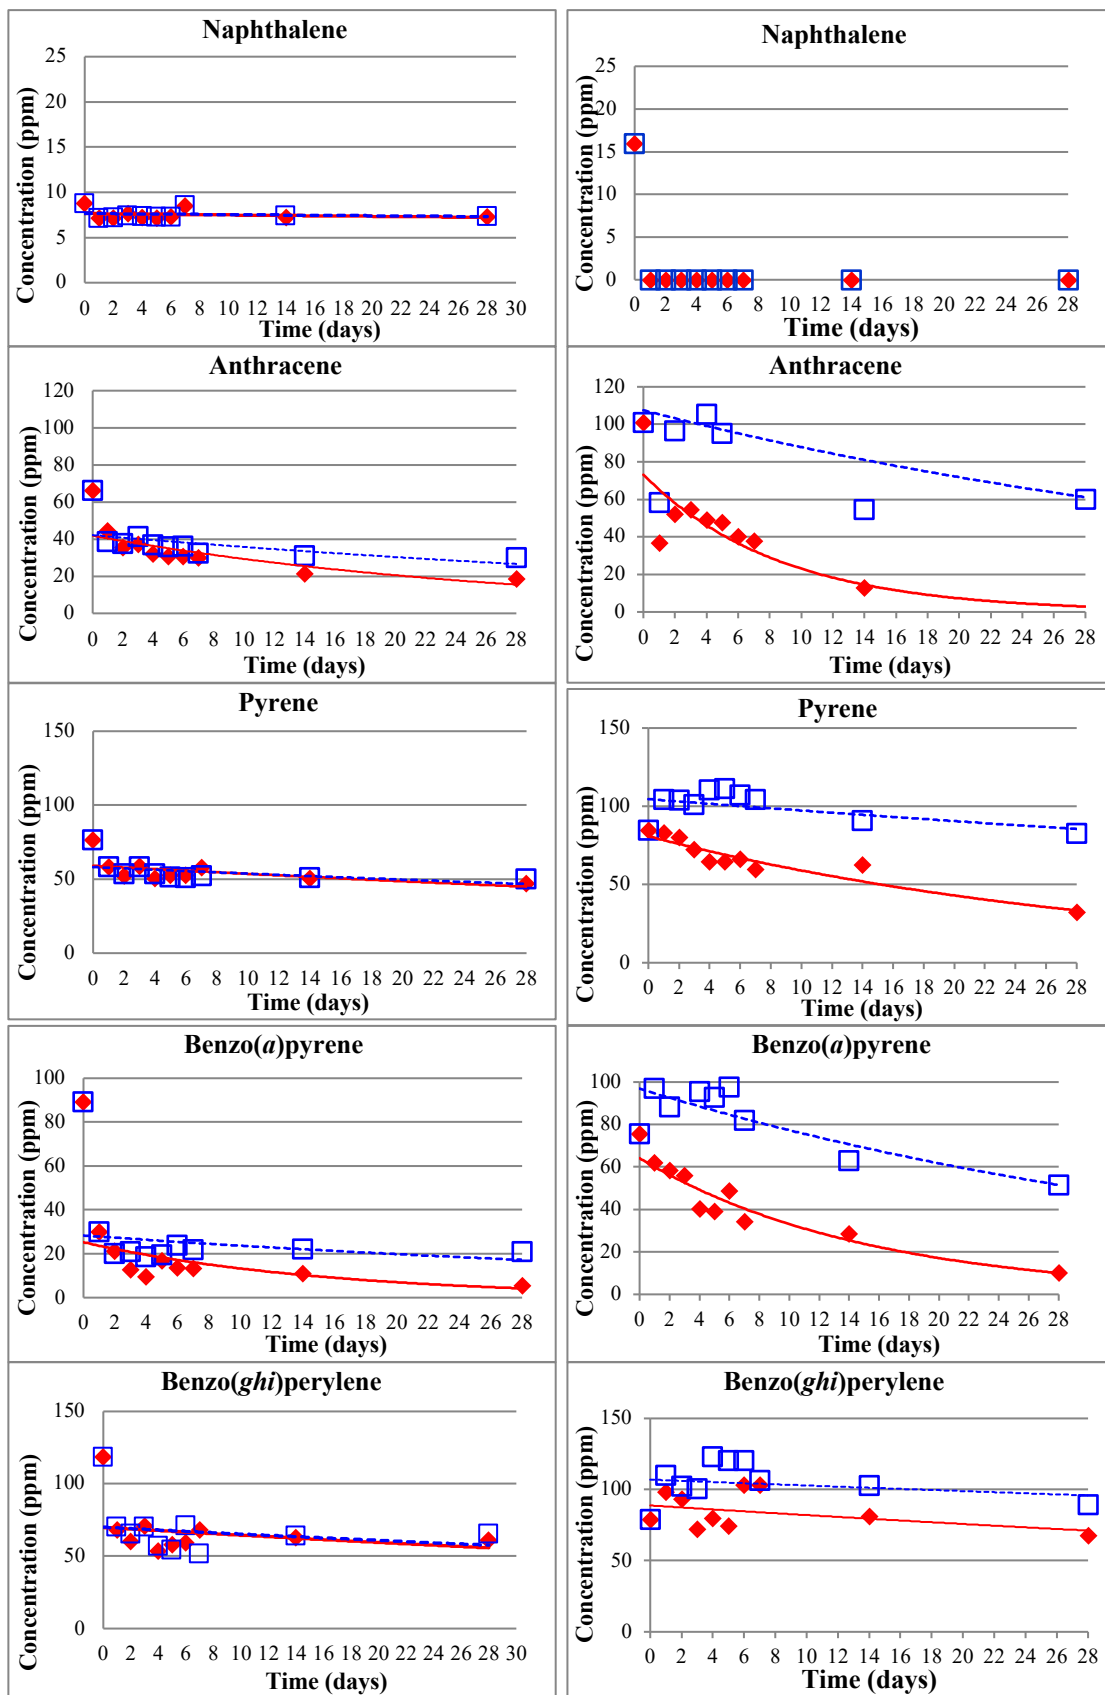 Naphthalene
Concentration (ppm)
25
20
15
10
5
0
0 2 4 6 8 10 12 14 16 18 20 22 24 26 28 30
Time (days)
Naphthalene
Concentration (ppm)
25
20
15
10
5
0
0 2 4 6 8 10 12 14 16 18 20 22 24 26 28
Time (days)
Anthracene
Concentration (ppm)
120
100
80
60
40
20
0
0 2 4 6 8 10 12 14 16 18 20 22 24 26 28
Time (days)
Anthracene
Concentration (ppm)
120
100
80
60
40
20
0
0 2 4 6 8 10 12 14 16 18 20 22 24 26 28
Time (days)
Pyrene
Concentration (ppm)
150
100
50
0
0 2 4 6 8 10 12 14 16 18 20 22 24 26 28
Time (days)
Pyrene
Concentration (ppm)
150
100
50
0
0 2 4 6 8 10 12 14 16 18 20 22 24 26 28
Time (days)
Benzo(a)pyrene
Concentration (ppm)
100
80
60
40
20
0
0 2 4 6 8 10 12 14 16 18 20 22 24 26 28
Time (days)
Benzo(a)pyrene
Concentration (ppm)
100
80
60
40
20
0
0 2 4 6 8 10 12 14 16 18 20 22 24 26 28
Time (days)
Benzo(ghi)perylene
Concentration (ppm)
150
100
50
0
0 2 4 6 8 10 12 14 16 18 20 22 24 26 28 30
Time (days)
Benzo(ghi)perylene
Concentration (ppm)
150
100
50
0
0 2 4 6 8 10 12 14 16 18 20 22 24 26 28
Time (days)